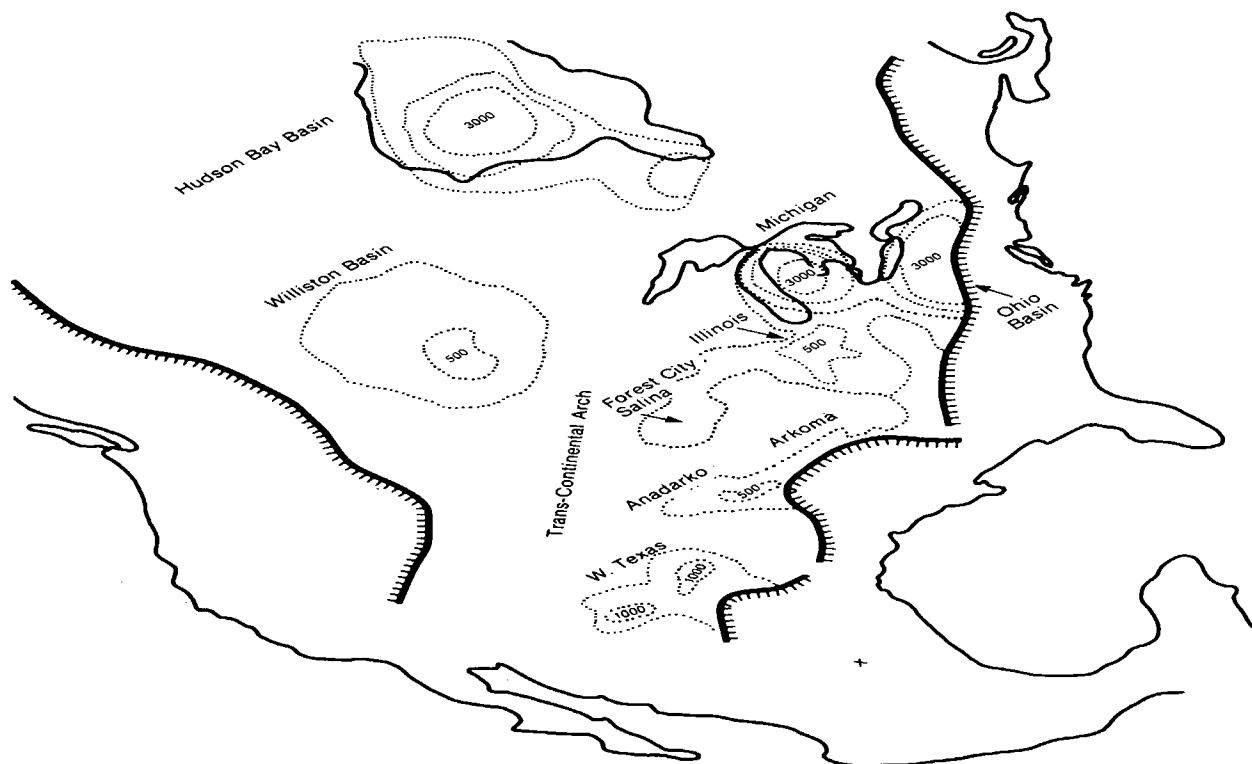 Hudson Bay Basin
3000
Michigan
3000
3000
Williston Basin
500
Ohio
Basin
Illinois
500
Forest City
Salina
Trans-Continental Arch
Arkoma
Anadarko
500
W. Texas
1000
1000